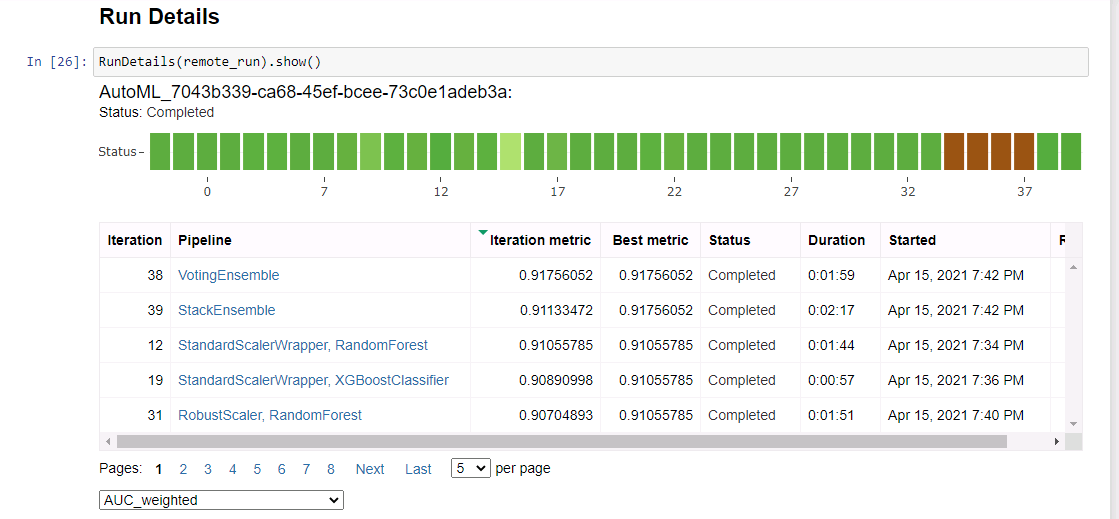 Run Details
In [26]: RunDetails(remote_run).show()
AutoML_7043b339-ca68-45ef-bcee-73c0e1adeb3a:
Status: Completed
Status
0 7 12 17 22 27 32 37
Iteration Pipeline Iteration metric Best metric Status Duration Started R
38 VotingEnsemble 0.91756052 0.91756052 Completed 0:01:59 Apr 15, 2021 7:42 PM
39 StackEnsemble 0.91133472 0.91756052 Completed 0:02:17 Apr 15, 2021 7:42 PM
12 StandardScalerWrapper, RandomForest 0.91055785 0.91055785 Completed 0:01:44 Apr 15, 2021 7:34 PM
19 StandardScalerWrapper, XGBoostClassifier 0.90890998 0.91055785 Completed 0:00:57 Apr 15, 2021 7:36 PM
31 RobustScaler, RandomForest 0.90704893 0.91055785 Completed 0:01:51 Apr 15, 2021 7:40 PM
Pages: 1 2 3 4 5 6 7 8 Next Last 5 per page
AUC_weighted